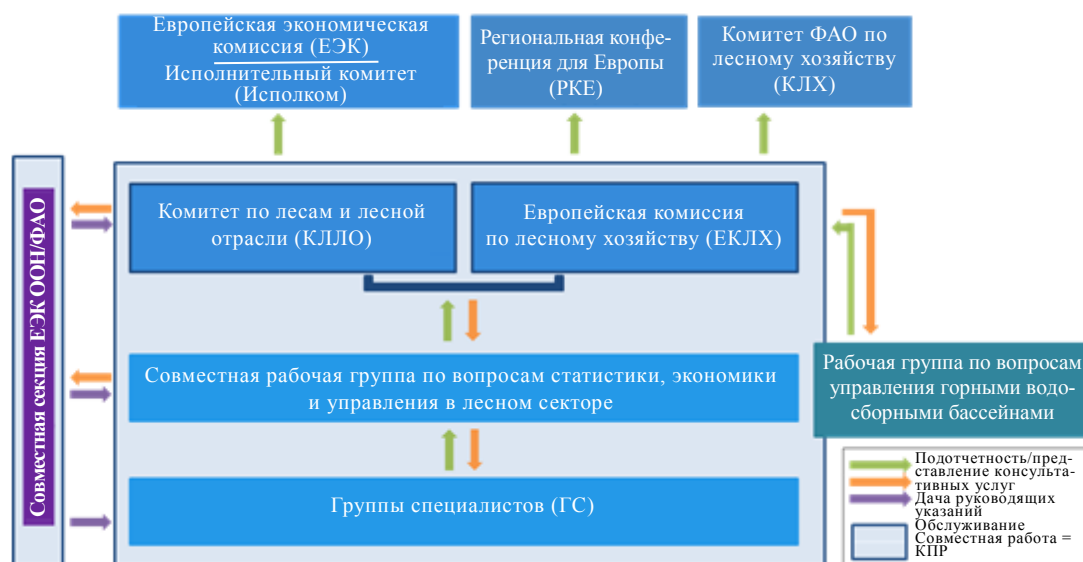 Европейская экономическая
комиссия (ЕЭК)
Исполнительный комитет
(Исполком)
Региональная конфе-
ренция для Европы
(РКЕ)
Комитет ФАО по
лесному хозяйству
(КЛХ)
Совместная секция ЕЭК ООН/ФАО
Комитет по лесам и лесной
отрасли (КЛЛО)
Европейская комиссия
по лесному хозяйству (ЕКЛХ)
Совместная рабочая группа по вопросам статистики, экономики
и управления в лесном секторе
Рабочая группа по вопросам
управления горными водо-
сборными бассейнами
Группы специалистов (ГС)
Подотчетность/пред-
ставление консульта-
тивных услуг
Дача руководящих
указаний
Обслуживание
Совместная работа =
КПР